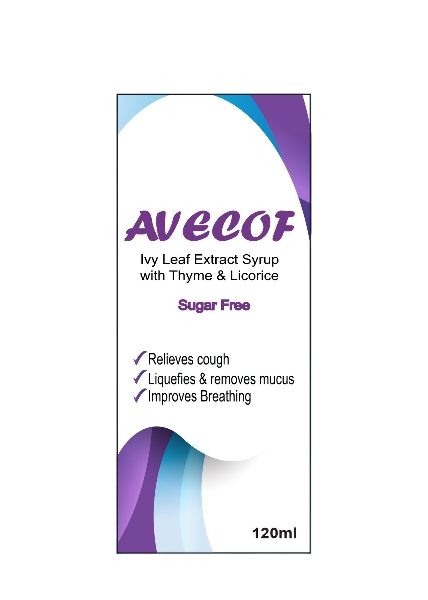 AVECOF
Ivy Leaf Extract Syrup
with Thyme & Licorice
Sugar Free
Relieves cough
Liquefies & removes mucus
Improves Breathing
120ml